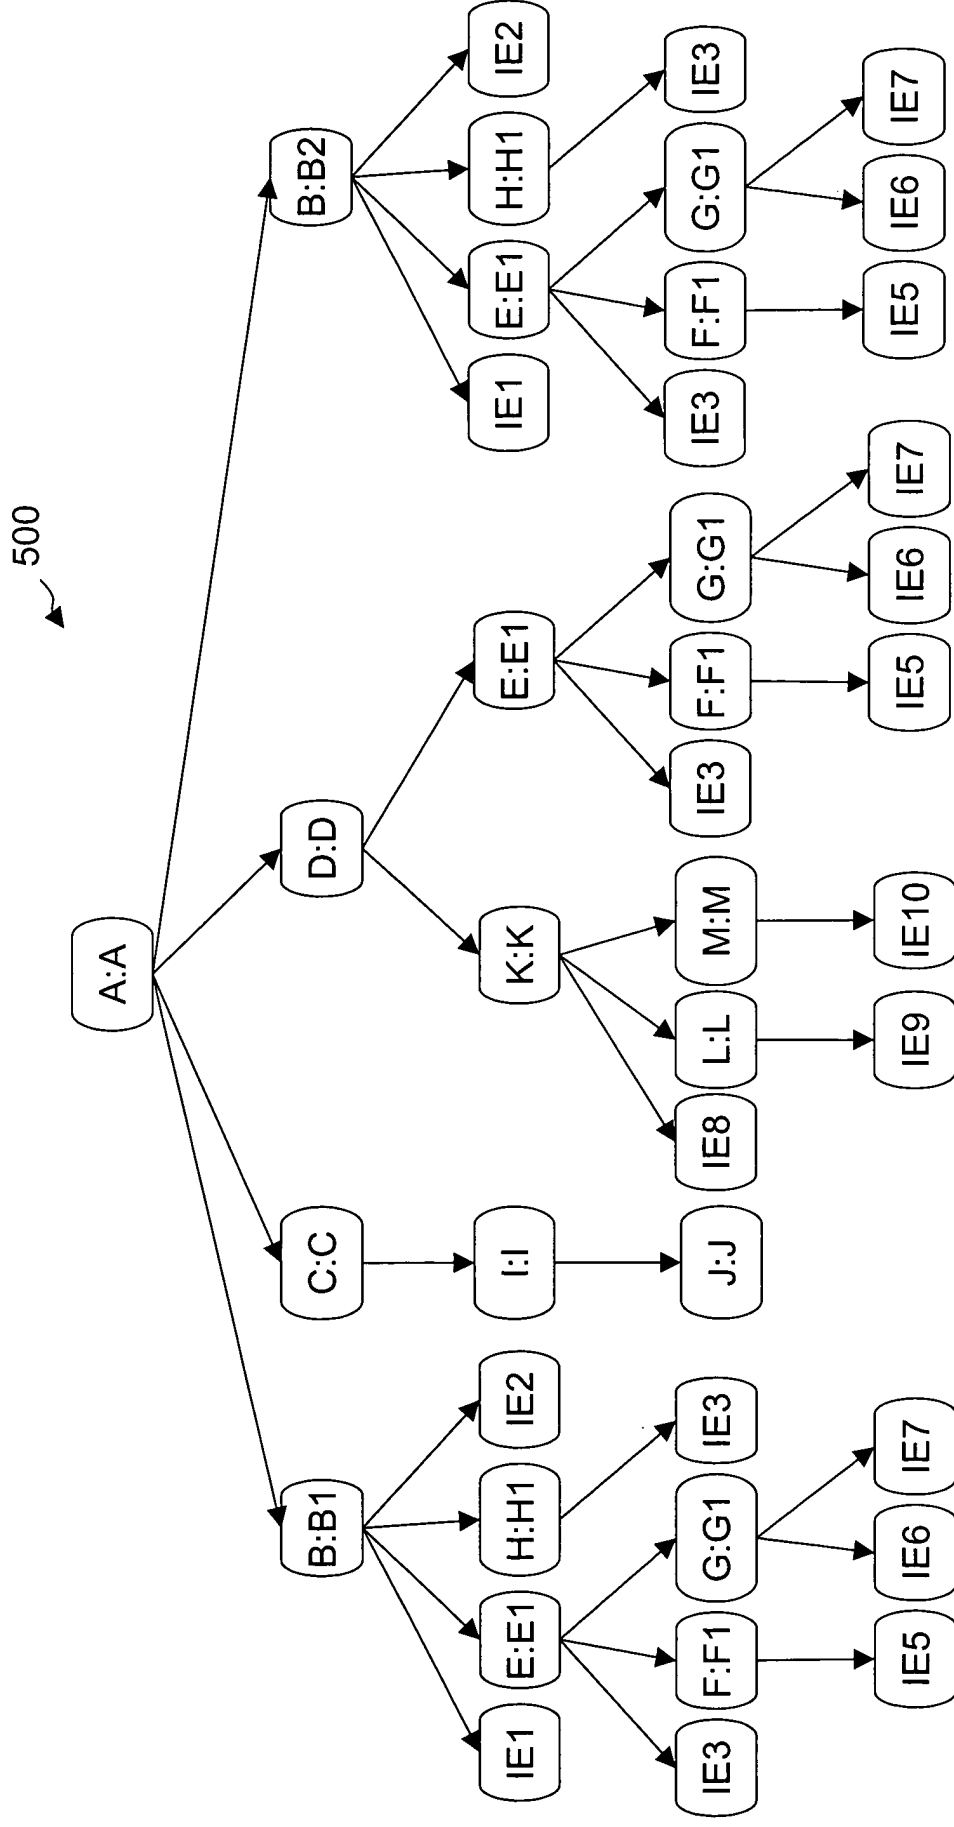 500
A:A
B:B1
C:C
D:D
B:B2
IE1
E:E1
H:H1
IE2
I:I
K:K
E:E1
IE1
E:E1
H:H1
IE2
IE3
F:F1
G:G1
IE3
J:J
IE8
L:L
M:M
IE3
F:F1
G:G1
IE3
F:F1
G:G1
IE3
IE5
IE6
IE7
IE9
IE10
IE5
IE6
IE7
IE5
IE6
IE7